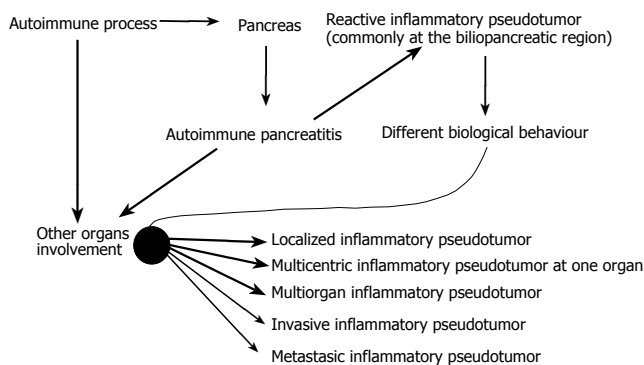 Autoimmune process
Pancreas
Reactive inflammatory pseudotumor
(commonly at the biliopancreatic region)
Autoimmune pancreatitis
Different biological behaviour
Other organs
involvement
Localized inflammatory pseudotumor
Multicentric inflammatory pseudotumor at one organ
Multiorgan inflammatory pseudotumor
Invasive inflammatory pseudotumor
Metastasic inflammatory pseudotumor